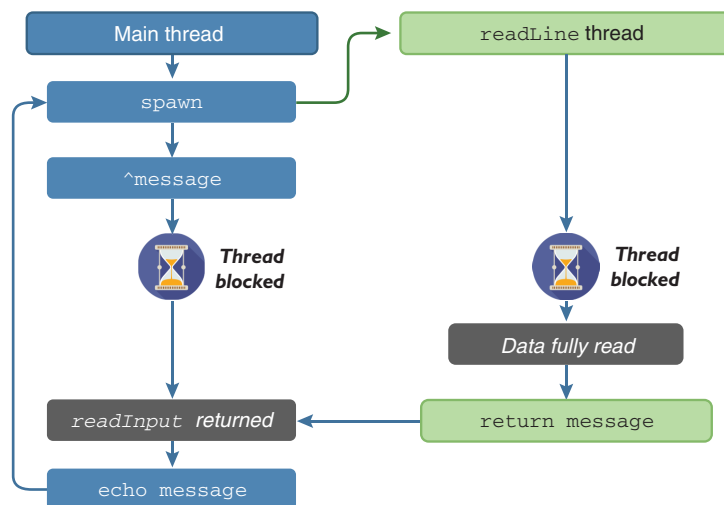 Main thread
readLine thread
spawn
^message
Thread
blocked
Thread
blocked
Data fully read
readInput returned
return message
echo message